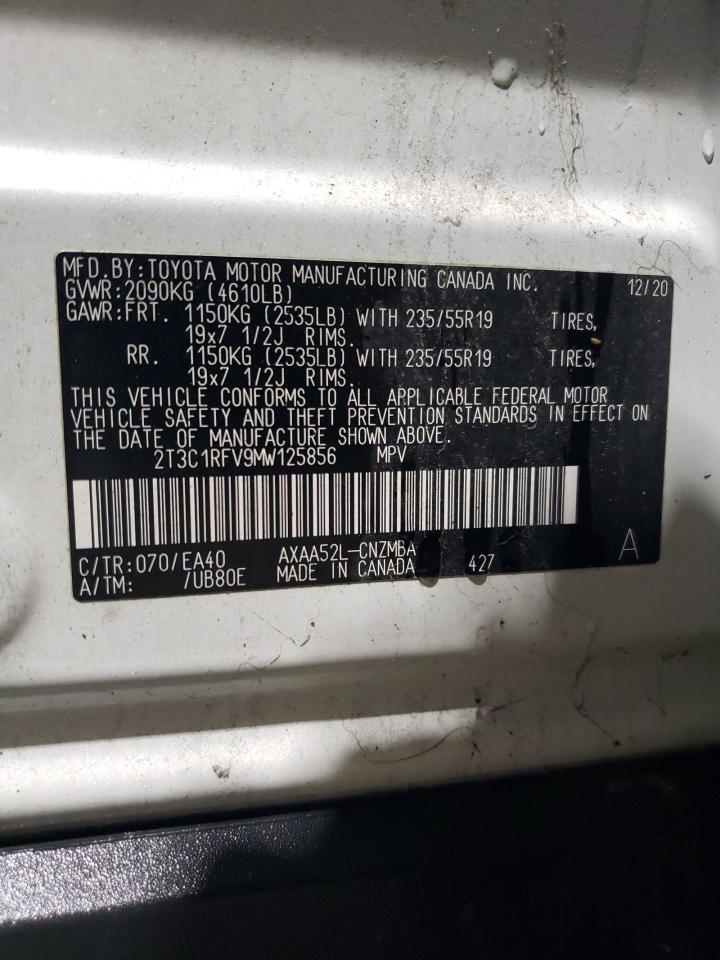 MFD.BY:TOYOTA MOTOR MANUFACTURING CANADA INC. 12/20
GVWR:2090KG (4610LB)
GAWR:FRT. 1150KG (2535LB) WITH 235/55R19 TIRES,
19x7 1/2J RIMS.
RR. 1150KG (2535LB) WITH 235/55R19 TIRES,
19x7 1/2J RIMS.
THIS VEHICLE CONFORMS TO ALL APPLICABLE FEDERAL MOTOR
VEHICLE SAFETY AND THEFT PREVENTION STANDARDS IN EFFECT ON
THE DATE OF MANUFACTURE SHOWN ABOVE.
2T3C1RFV9MW125856 MPV
C/TR:070/EA40 AXAA52L-CNZMBA A
A/TM: /UB80E MADE IN CANADA 427